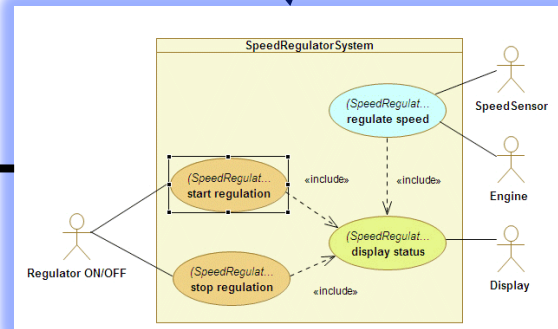 SpeedRegulatorSystem
(SpeedRegulat...
regulate speed
SpeedSensor
(SpeedRegulat...
start regulation
«include»
«include»
Engine
(SpeedRegulat...
display status
Regulator ON/OFF
(SpeedRegulat...
stop regulation
«include»
Display